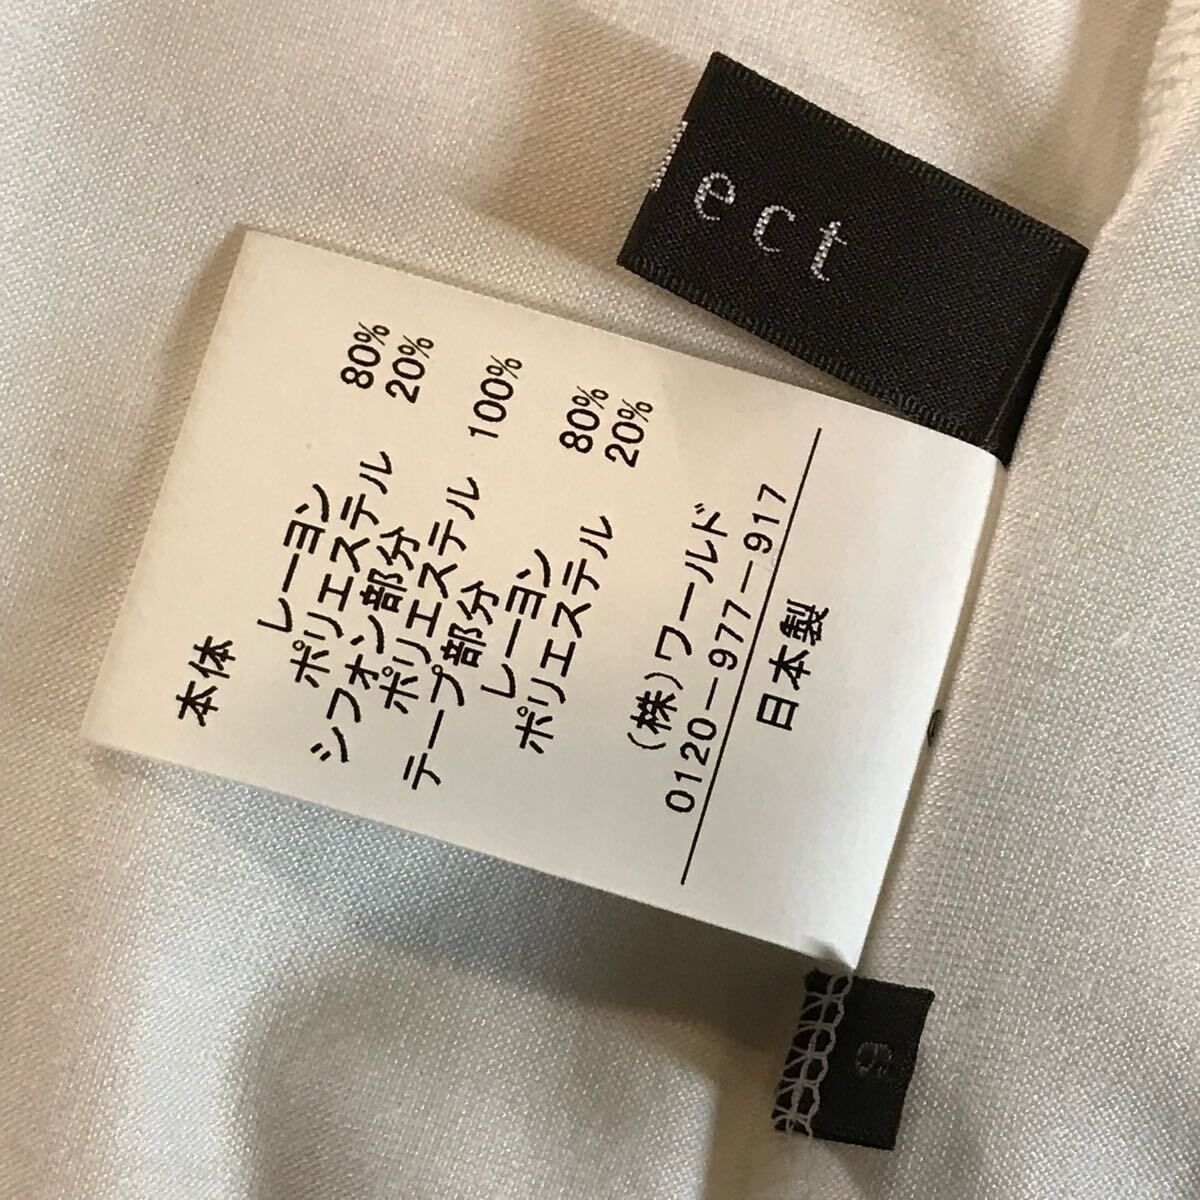 lect
本体
レーヨン 80%
ポリエステル 20%
シフォン部分
ポリエステル 100%
テープ部分
レーヨン 80%
ポリエステル 20%
(株)ワールド
0120-977-917
日本製